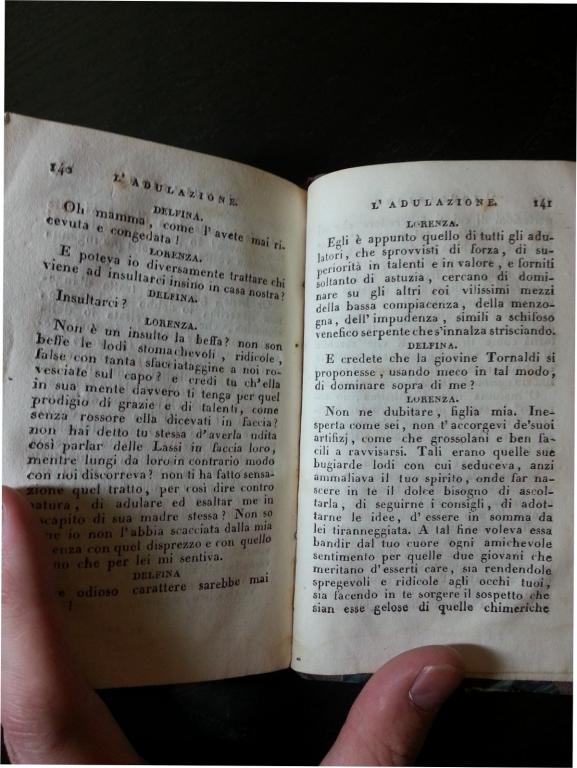 140
L' ADULAZIONE.
DELFINA.
Oh mamma, come l'avete mai ri-
cevuta e congedata!
LORENZA.
E poteva io diversamente trattare chi
viene ad insultarci insino in casa nostra?
DELFINA.
Insultarci?
LORENZA.
Non è un insulto la beffa? non son
beffe le lodi stomachevoli, ridicole,
false con tanta sfacciataggine a noi ro-
vesciate sul capo? e credi tu ch'ella
in sua mente davvero ti tenga per quel
prodigio di grazie e di talenti, come
senza rossore ella dicevati in faccia?
non hai detto tu stessa d'averla udita
così parlar delle Lassi in faccia loro,
mentre lungi da loro in contrario modo
con noi discorreva? non ti ha fatto sensa-
zione quel tratto, per così dire contro
natura, di adulare ed esaltar me in
scapito di sua madre stessa? Non so
io non l'abbia scacciata dalla mia
enza con quel disprezzo e con quello
no che per lei mi sentiva.
DELFINA
e odioso carattere sarebbe mai
!
L' ADULAZIONE. 141
LORENZA.
Egli è appunto quello di tutti gli adu-
latori, che sprovvisti di forza, di su-
periorità in talenti e in valore, e forniti
soltanto di astuzia, cercano di domi-
nare su gli altri coi vilissimi mezzi
della bassa compiacenza, della menzo-
gna, dell'impudenza, simili a schifoso
venefico serpente che s'innalza strisciando.
DELFINA.
E credete che la giovine Tornaldi si
proponesse, usando meco in tal modo,
di dominare sopra di me?
LORENZA.
Non ne dubitare, figlia mia. Ine-
sperta come sei, non t'accorgevi de'suoi
artifizj, come che grossolani e ben fa-
cili a ravvisarsi. Tali erano quelle sue
bugiarde lodi con cui seduceva, anzi
ammaliava il tuo spirito, onde far na-
scere in te il dolce bisogno di ascol-
tarla, di seguirne i consigli, di adot-
tarne le idee, d'essere in somma da
lei tiranneggiata. A tal fine voleva essa
bandir dal tuo cuore ogni amichevole
sentimento per quelle due giovani che
meritano d'esserti care, sia rendendole
spregevoli e ridicole agli occhi tuoi,
sia facendo in te sorgere il sospetto che
sian esse gelose di quelle chimeriche